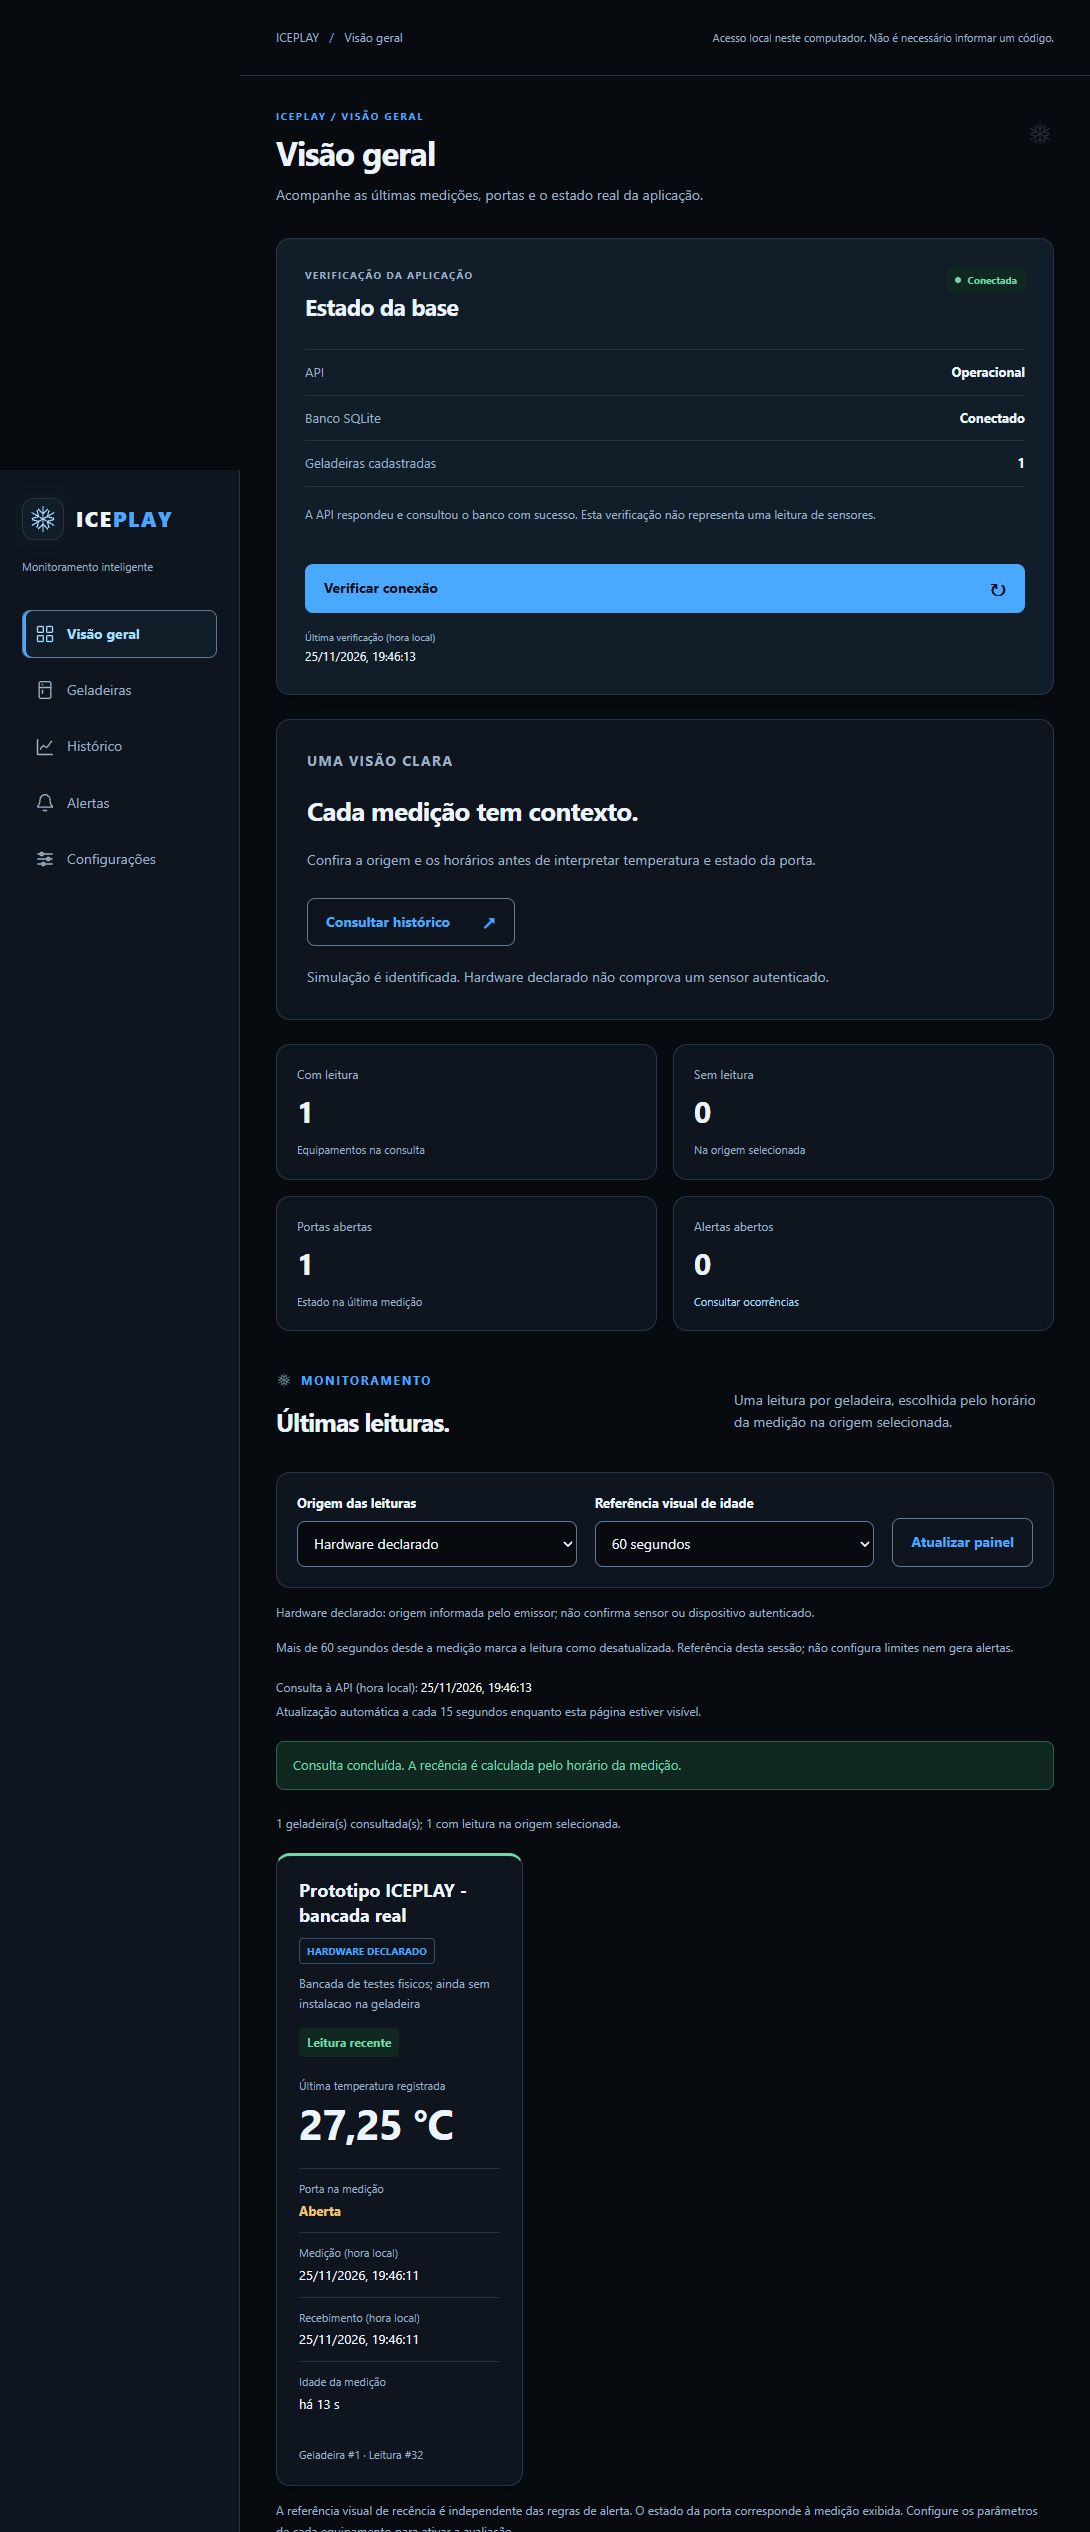 ICEPLAY / Visão geral
Acesso local neste computador. Não é necessário informar um código.
ICEPLAY / VISÃO GERAL
Visão geral
Acompanhe as últimas medições, portas e o estado real da aplicação.
VERIFICAÇÃO DA APLICAÇÃO
Conectada
Estado da base
API
Operacional
Banco SQLite
Conectado
Geladeiras cadastradas
1
A API respondeu e consultou o banco com sucesso. Esta verificação não representa uma leitura de sensores.
Verificar conexão ↻
Última verificação (hora local)
25/11/2026, 19:46:13
ICEPLAY
Monitoramento inteligente
Visão geral
Geladeiras
Histórico
Alertas
Configurações
UMA VISÃO CLARA
Cada medição tem contexto.
Confira a origem e os horários antes de interpretar temperatura e estado da porta.
Consultar histórico ↗
Simulação é identificada. Hardware declarado não comprova um sensor autenticado.
Com leitura
1
Equipamentos na consulta
Sem leitura
0
Na origem selecionada
Portas abertas
1
Estado na última medição
Alertas abertos
0
Consultar ocorrências
MONITORAMENTO
Últimas leituras.
Uma leitura por geladeira, escolhida pelo horário
da medição na origem selecionada.
Origem das leituras
Hardware declarado
Referência visual de idade
60 segundos
Atualizar painel
Hardware declarado: origem informada pelo emissor; não confirma sensor ou dispositivo autenticado.
Mais de 60 segundos desde a medição marca a leitura como desatualizada. Referência desta sessão; não configura limites nem gera alertas.
Consulta à API (hora local): 25/11/2026, 19:46:13
Atualização automática a cada 15 segundos enquanto esta página estiver visível.
Consulta concluída. A recência é calculada pelo horário da medição.
1 geladeira(s) consultada(s); 1 com leitura na origem selecionada.
Prototipo ICEPLAY -
bancada real
HARDWARE DECLARADO
Bancada de testes fisicos; ainda sem
instalacao na geladeira
Leitura recente
Última temperatura registrada
27,25 °C
Porta na medição
Aberta
Medição (hora local)
25/11/2026, 19:46:11
Recebimento (hora local)
25/11/2026, 19:46:11
Idade da medição
há 13 s
Geladeira #1 · Leitura #32
A referência visual de recência é independente das regras de alerta. O estado da porta corresponde à medição exibida. Configure os parâmetros
de cada equipamento para ativar a avaliação.